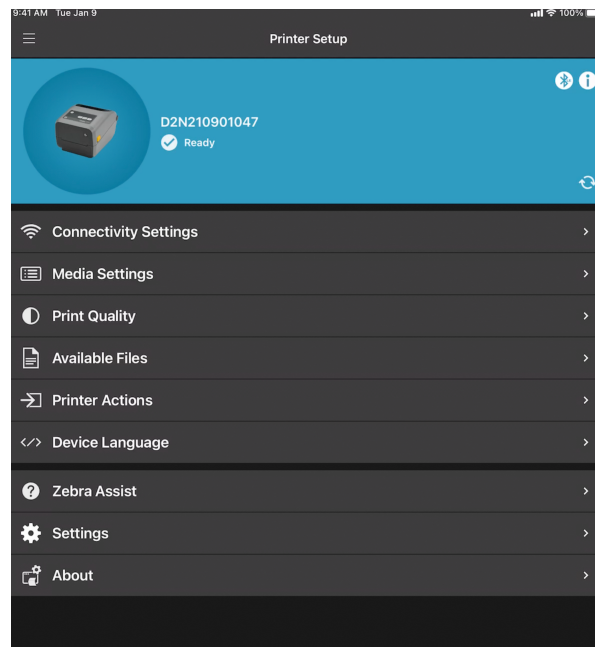 9:41 AM Tue Jan 9 100%
Printer Setup
D2N210901047
Ready
Connectivity Settings
Media Settings
Print Quality
Available Files
Printer Actions
Device Language
Zebra Assist
Settings
About